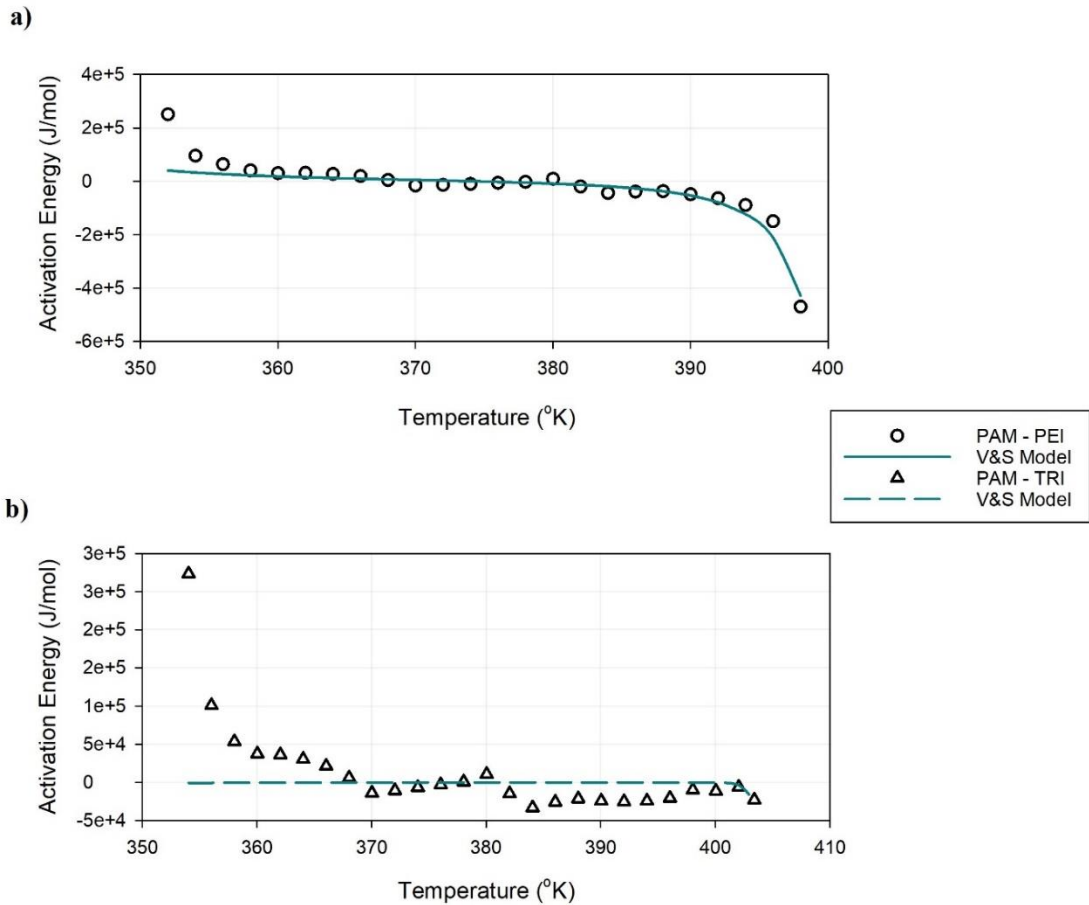 a)
Activation Energy (J/mol)
4e+5
2e+5
0
-2e+5
-4e+5
-6e+5
350
360
370
380
390
400
Temperature (°K)
PAM - PEI
V&S Model
PAM - TRI
V&S Model
b)
Activation Energy (J/mol)
3e+5
3e+5
2e+5
2e+5
1e+5
5e+4
0
-5e+4
350
360
370
380
390
400
410
Temperature (°K)